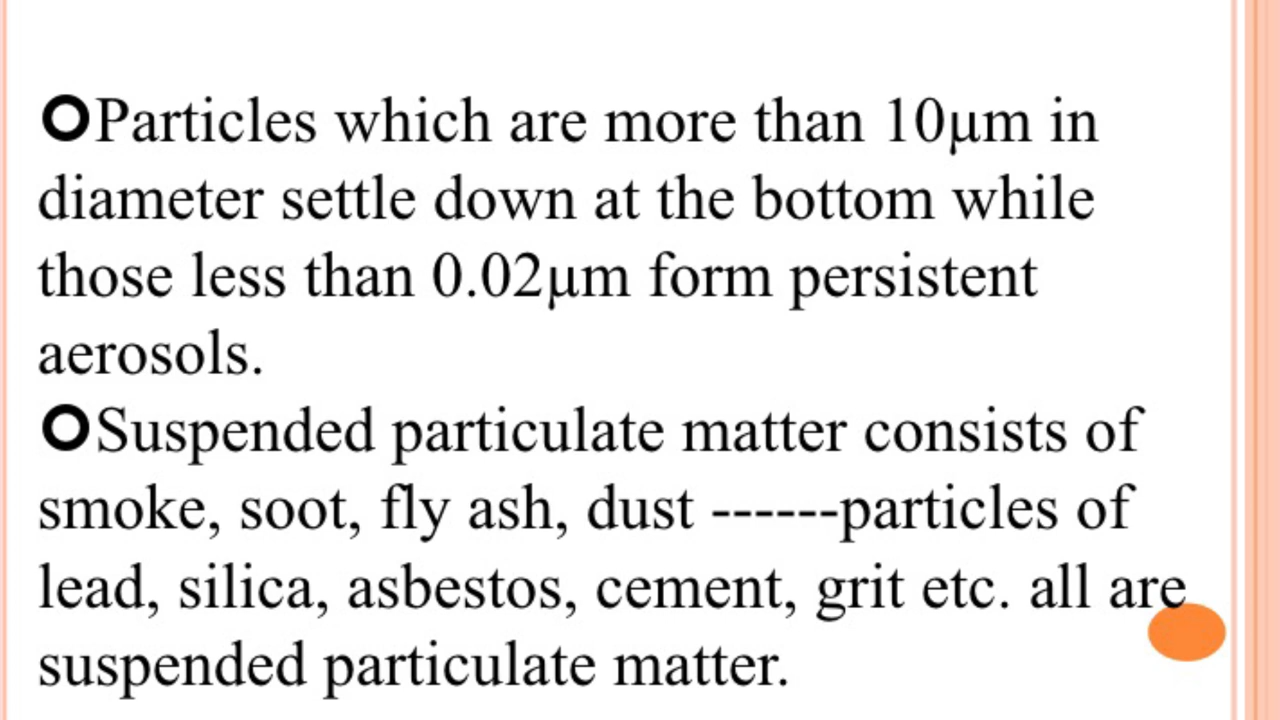 Particles which are more than 10µm in
diameter settle down at the bottom while
those less than 0.02µm form persistent
aerosols.
Suspended particulate matter consists of
smoke, soot, fly ash, dust ------particles of
lead, silica, asbestos, cement, grit etc. all are
suspended particulate matter.